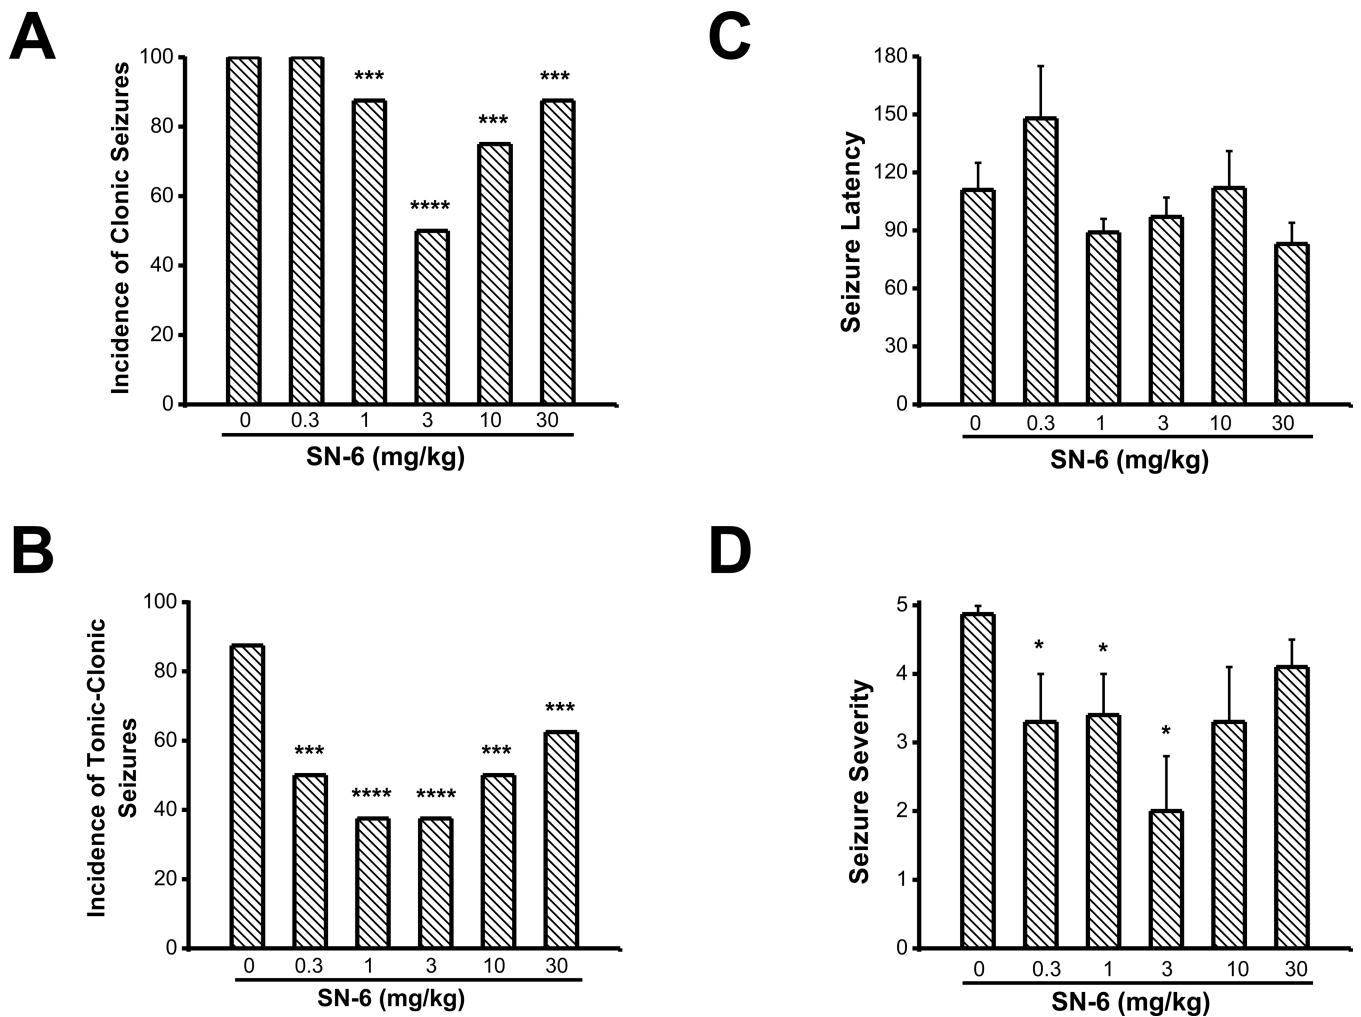 A
Incidence of Clonic Seizures
100
80
60
40
20
0
***
****
***
***
0 0.3 1 3 10 30
SN-6 (mg/kg)
C
Seizure Latency
180
150
120
90
60
30
0
0 0.3 1 3 10 30
SN-6 (mg/kg)
B
Incidence of Tonic-Clonic
Seizures
100
80
60
40
20
0
***
****
****
***
***
0 0.3 1 3 10 30
SN-6 (mg/kg)
D
Seizure Severity
5
4
3
2
1
0
*
*
*
0 0.3 1 3 10 30
SN-6 (mg/kg)